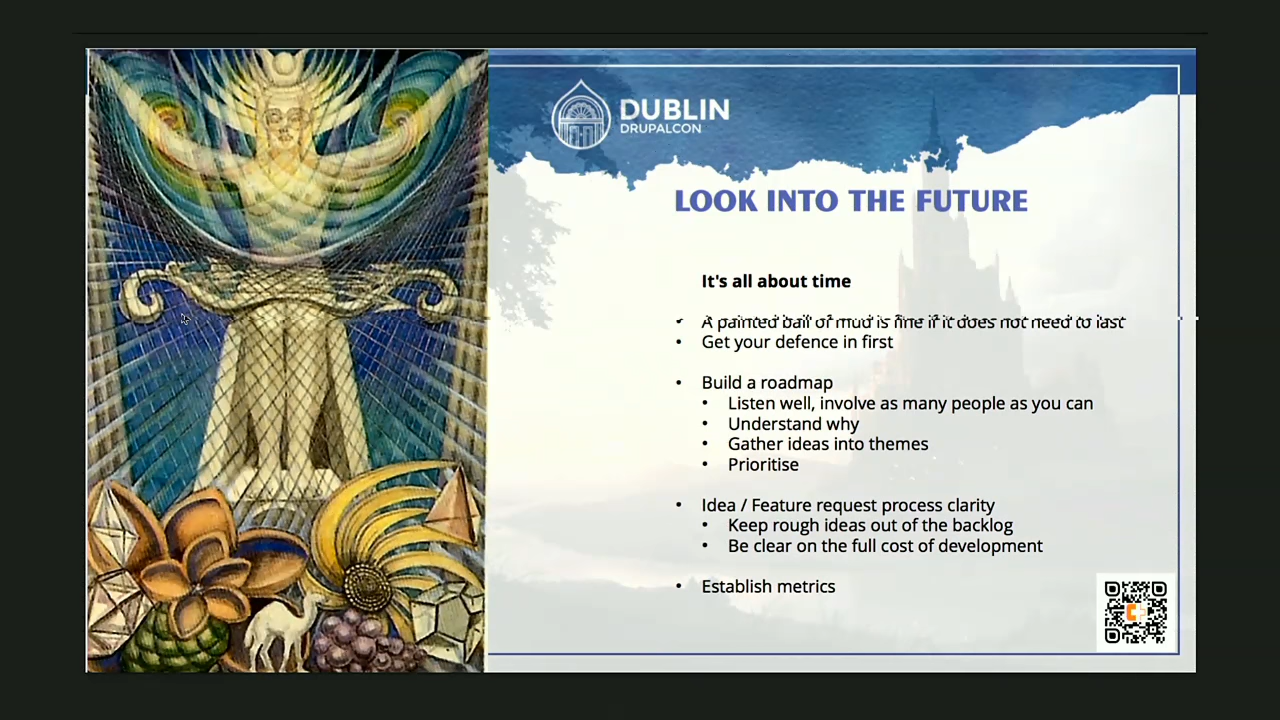 DUBLIN
DRUPALCON
LOOK INTO THE FUTURE
It's all about time
• A painted ball of mud is fine if it does not need to last
• Get your defence in first
• Build a roadmap
• Listen well, involve as many people as you can
• Understand why
• Gather ideas into themes
• Prioritise
• Idea / Feature request process clarity
• Keep rough ideas out of the backlog
• Be clear on the full cost of development
• Establish metrics